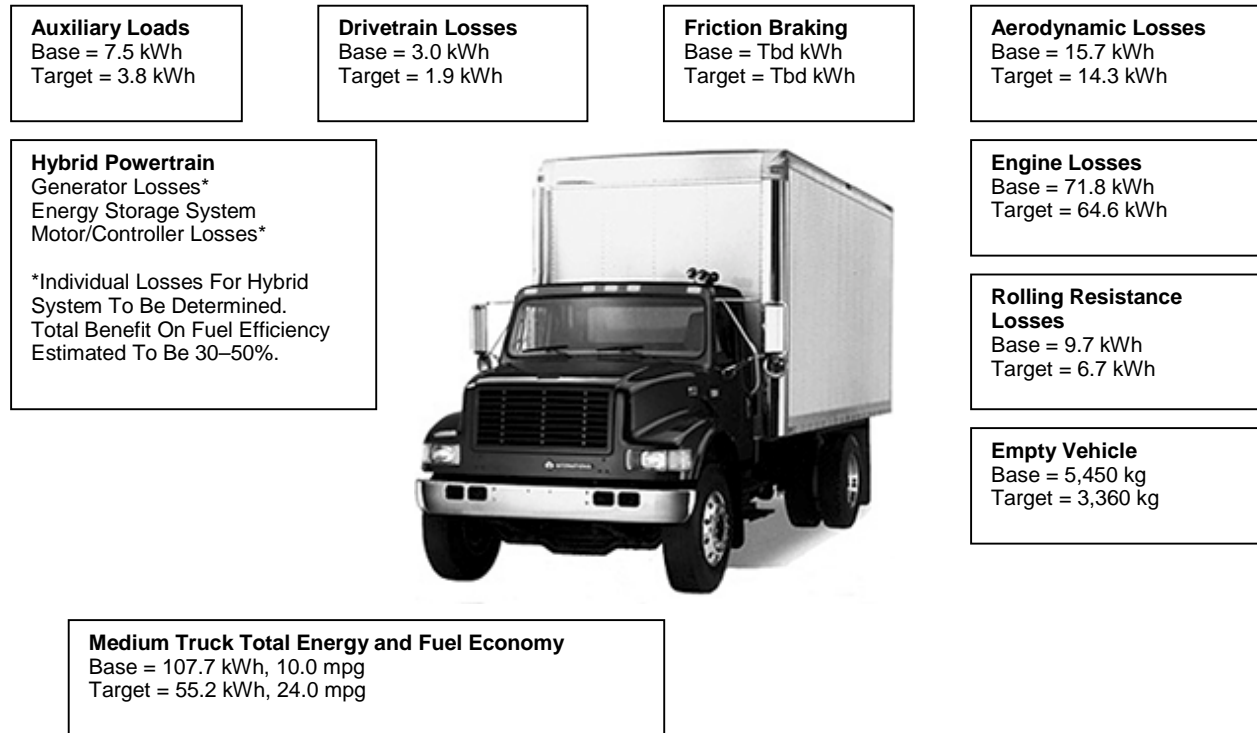 Auxiliary Loads
Base = 7.5 kWh
Target = 3.8 kWh
Drivetrain Losses
Base = 3.0 kWh
Target = 1.9 kWh
Friction Braking
Base = Tbd kWh
Target = Tbd kWh
Aerodynamic Losses
Base = 15.7 kWh
Target = 14.3 kWh
Hybrid Powertrain
Generator Losses*
Energy Storage System
Motor/Controller Losses*
*Individual Losses For Hybrid
System To Be Determined.
Total Benefit On Fuel Efficiency
Estimated To Be 30–50%.
Engine Losses
Base = 71.8 kWh
Target = 64.6 kWh
Rolling Resistance
Losses
Base = 9.7 kWh
Target = 6.7 kWh
Empty Vehicle
Base = 5,450 kg
Target = 3,360 kg
INTERNATIONAL
Medium Truck Total Energy and Fuel Economy
Base = 107.7 kWh, 10.0 mpg
Target = 55.2 kWh, 24.0 mpg